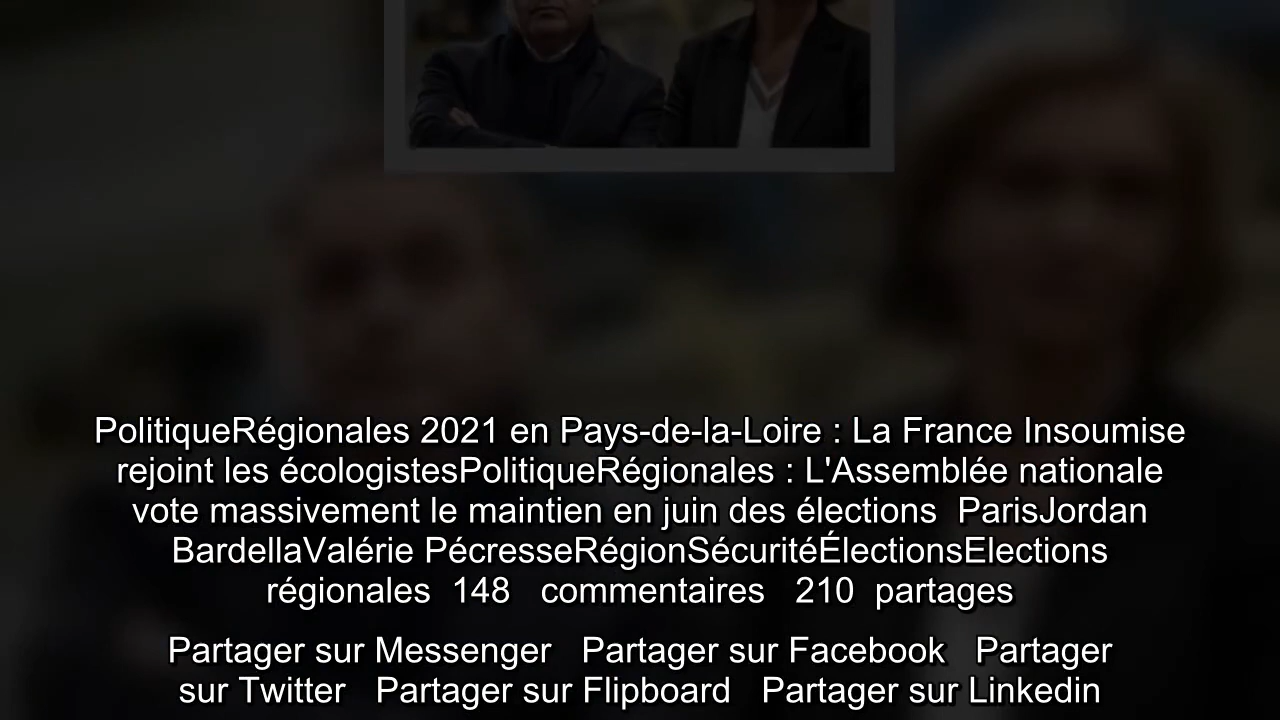 PolitiqueRégionales 2021 en Pays-de-la-Loire : La France Insoumise
rejoint les écologistesPolitiqueRégionales : L'Assemblée nationale
vote massivement le maintien en juin des élections  ParisJordan
BardellaValérie PécresseRégionSécuritéÉlectionsElections
régionales  148   commentaires   210  partages
Partager sur Messenger   Partager sur Facebook   Partager
sur Twitter   Partager sur Flipboard   Partager sur Linkedin